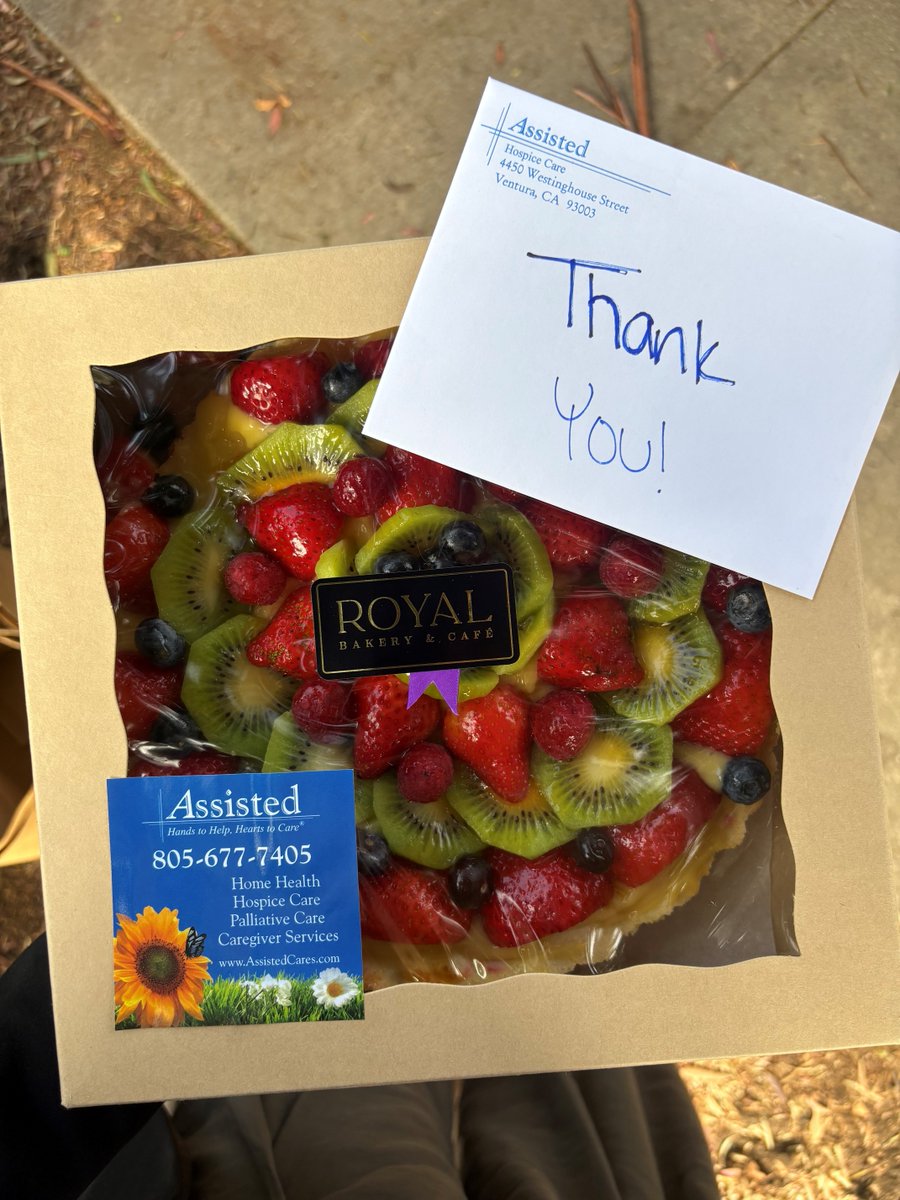 Assisted
Hospice Care
4450 Westinghouse Street
Ventura, CA 93003
Thank
You!
ROYAL
BAKERY & CAFÉ
Assisted
Hands to Help, Hearts to Care®
805-677-7405
Home Health
Hospice Care
Palliative Care
Caregiver Services
www.AssistedCares.com